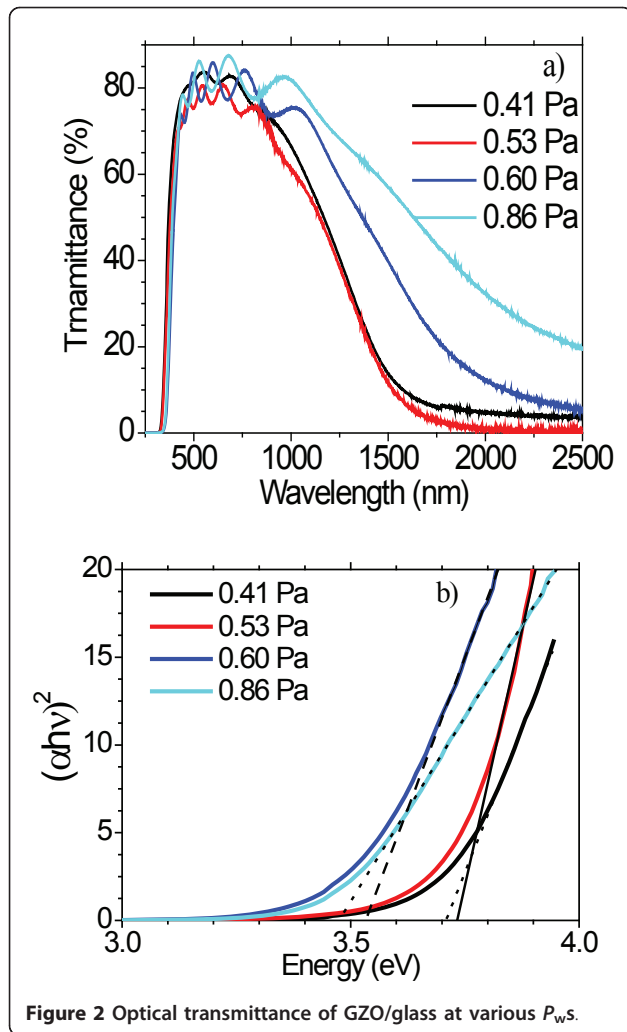 a)
80
60
40
20
0
Trnamittance (%)
0.41 Pa
0.53 Pa
0.60 Pa
0.86 Pa
500 1000 1500 2000 2500
Wavelength (nm)
b)
20
15
10
5
0
(αhν)²
0.41 Pa
0.53 Pa
0.60 Pa
0.86 Pa
3.0 3.5 4.0
Energy (eV)
Figure 2 Optical transmittance of GZO/glass at various Pws.